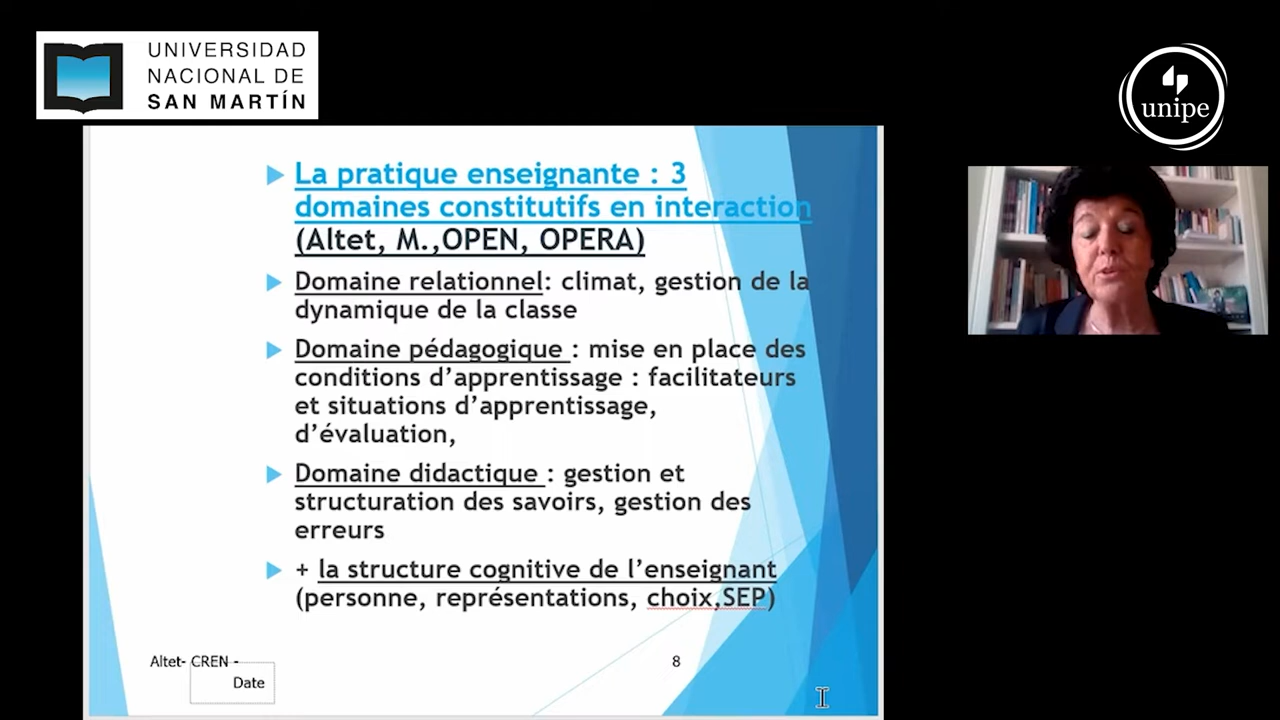 UNIVERSIDAD
NACIONAL DE
SAN MARTÍN
unipe
La pratique enseignante : 3
domaines constitutifs en interaction
(Altet, M.,OPEN, OPERA)
Domaine relationnel: climat, gestion de la
dynamique de la classe
Domaine pédagogique : mise en place des
conditions d’apprentissage : facilitateurs
et situations d’apprentissage,
d’évaluation,
Domaine didactique : gestion et
structuration des savoirs, gestion des
erreurs
+ la structure cognitive de l’enseignant
(personne, représentations, choix,SEP)
Altet- CREN -
Date
8